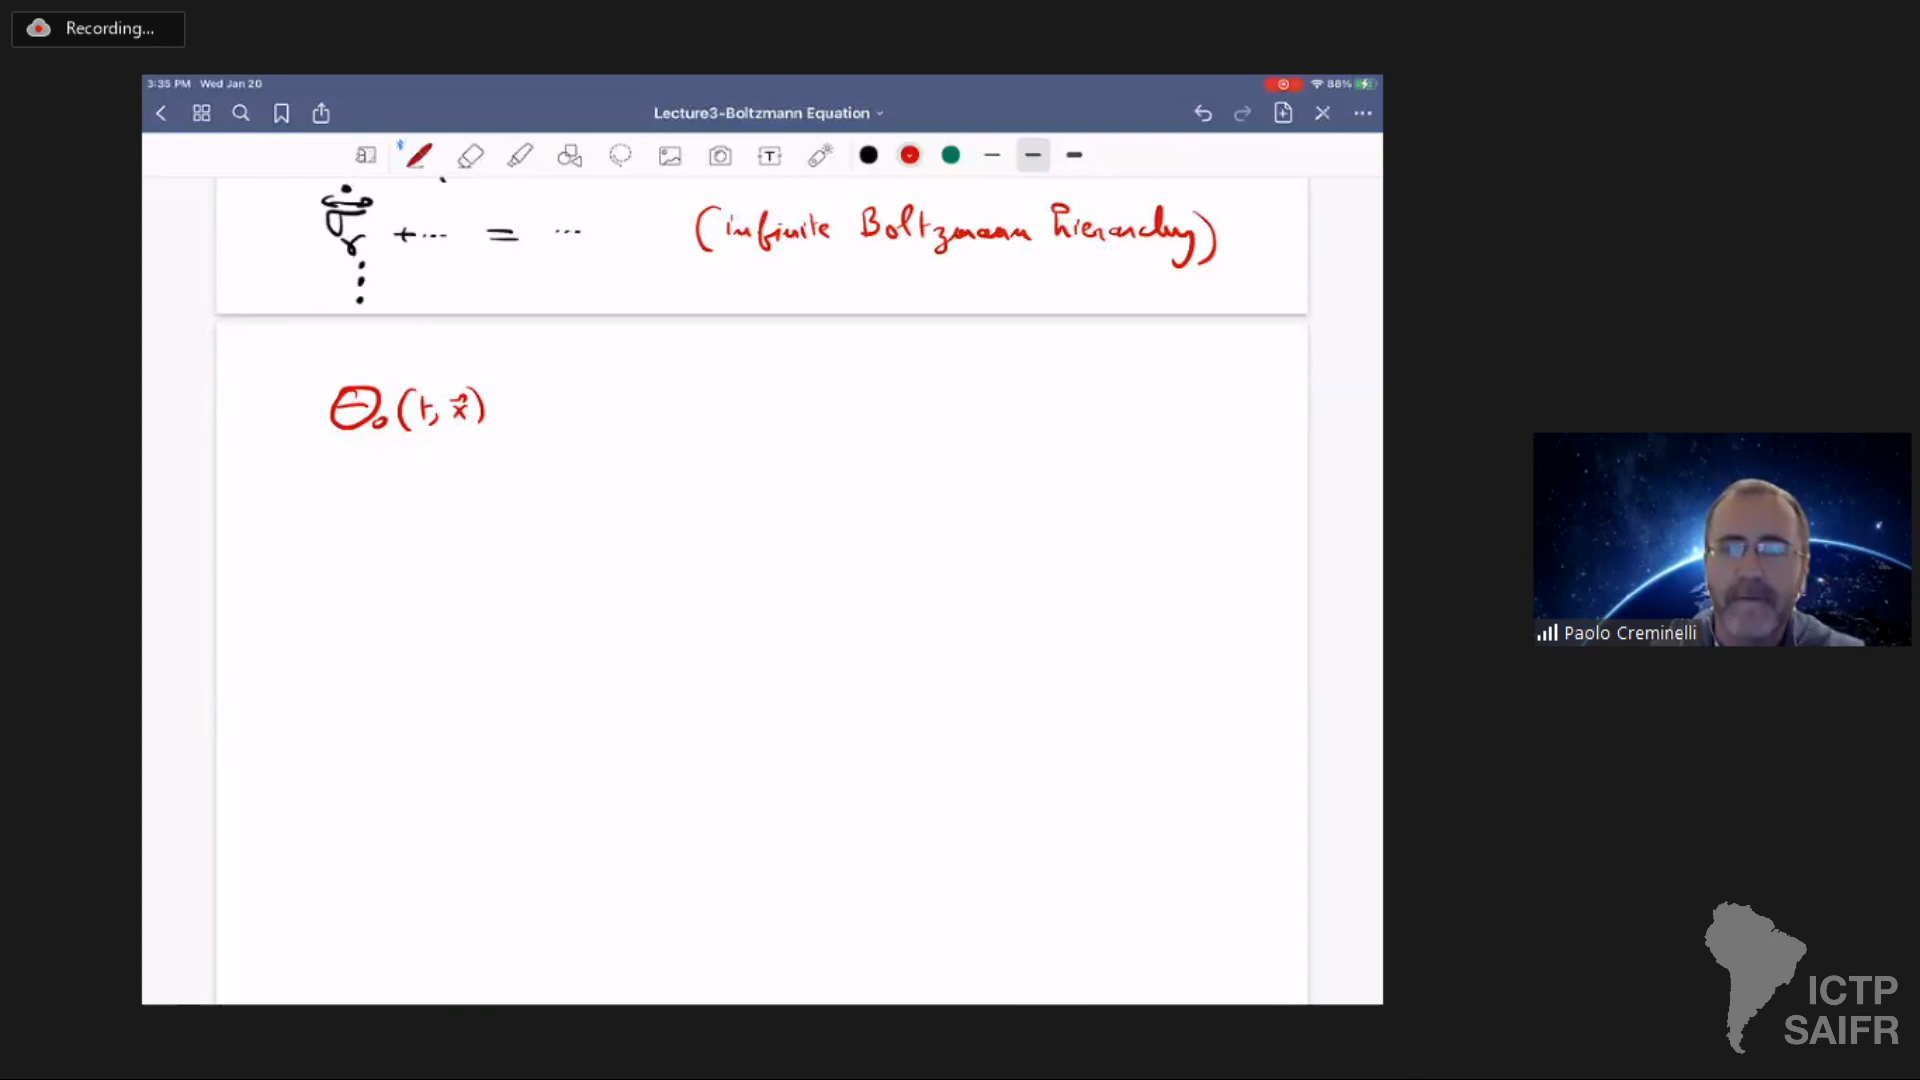 Recording...
3:35 PM Wed Jan 20
88%
Lecture3-Boltzmann Equation
+... = ... (infinite Boltzmann hierarchy)
Θ₀(t, x⃗)
Paolo Creminelli
ICTP
SAIFR